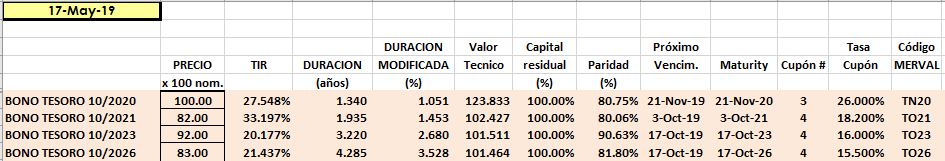 17-May-19
DURACION Valor Capital Próximo Tasa Código
PRECIO TIR DURACION MODIFICADA Tecnico residual Paridad Vencim. Maturity Cupón # Cupón MERVAL
x 100 nom. (años) (%) (%) (%)
BONO TESORO 10/2020 100.00 27.548% 1.340 1.051 123.833 100.00% 80.75% 21-Nov-19 21-Nov-20 3 26.000% TN20
BONO TESORO 10/2021 82.00 33.197% 1.935 1.453 102.427 100.00% 80.06% 3-Oct-19 3-Oct-21 4 18.200% TO21
BONO TESORO 10/2023 92.00 20.177% 3.220 2.680 101.511 100.00% 90.63% 17-Oct-19 17-Oct-23 4 16.000% TO23
BONO TESORO 10/2026 83.00 21.437% 4.285 3.528 101.464 100.00% 81.80% 17-Oct-19 17-Oct-26 4 15.500% TO26